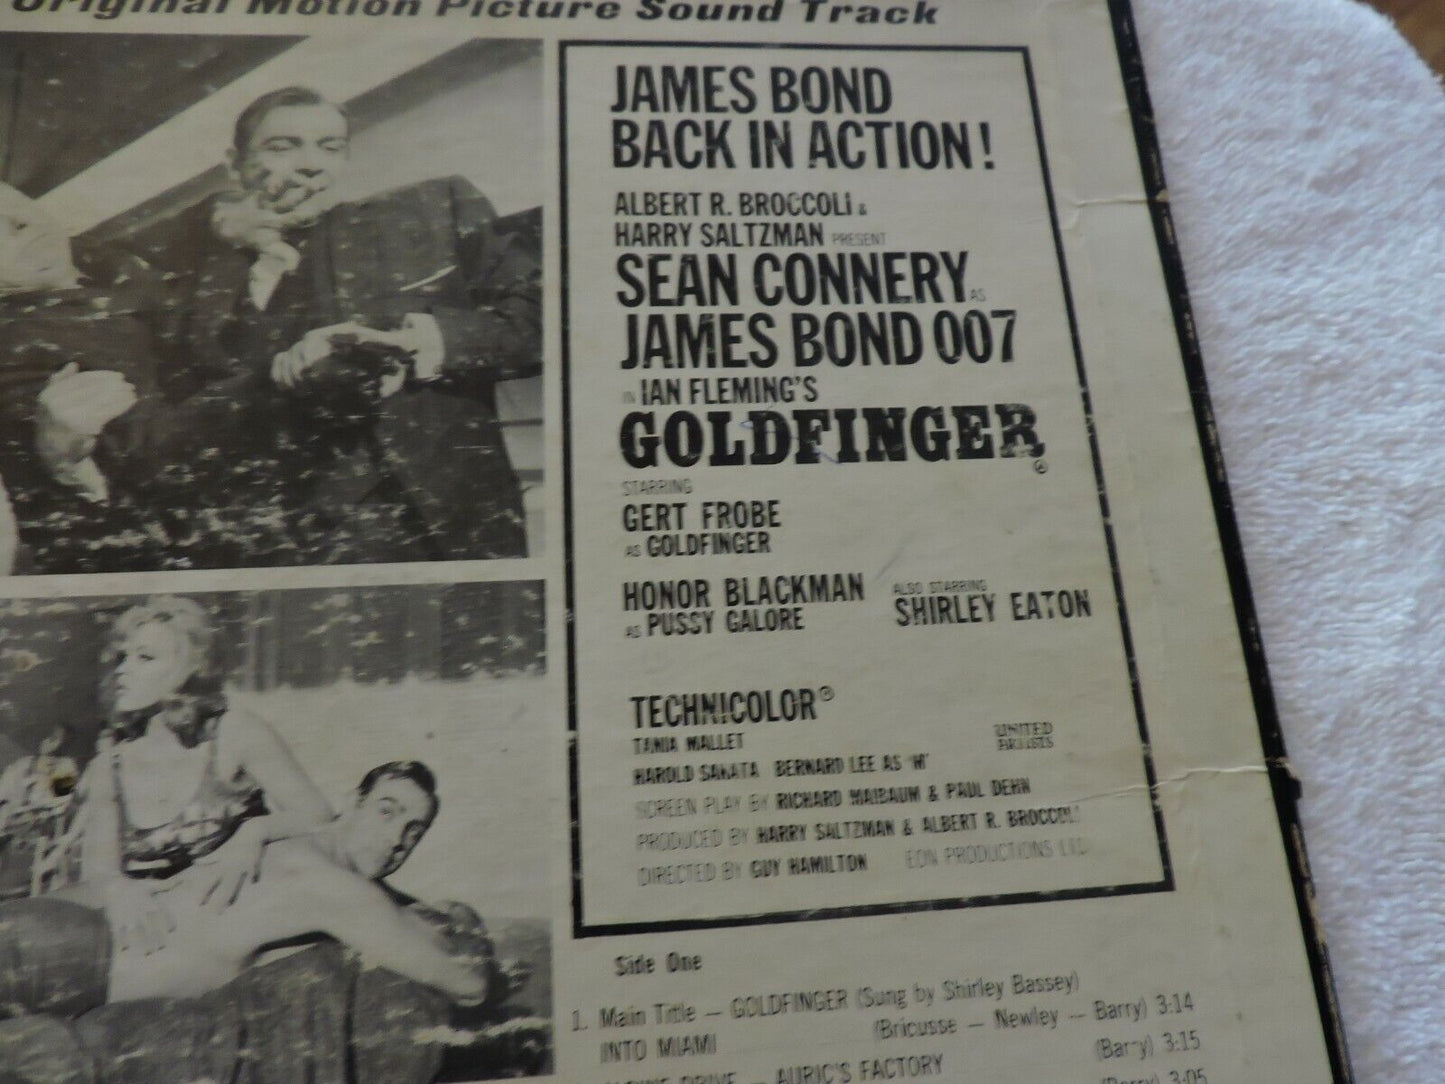 Original Motion Picture Sound Track
JAMES BOND
BACK IN ACTION!
ALBERT R. BROCCOLI &
HARRY SALTZMAN PRESENT
SEAN CONNERY AS
JAMES BOND 007
IN IAN FLEMING'S
GOLDFINGER
STARRING
GERT FROBE
AS GOLDFINGER
HONOR BLACKMAN
AS PUSSY GALORE
ALSO STARRING
SHIRLEY EATON
TECHNICOLOR®
TANIA MALLET
UNITED
ARTISTS
HAROLD SAKATA BERNARD LEE AS 'M'
SCREEN PLAY BY RICHARD MAIBAUM & PAUL DEHN
PRODUCED BY HARRY SALTZMAN & ALBERT R. BROCCOLI
DIRECTED BY GUY HAMILTON EON PRODUCTIONS LTD
Side One
1. Main Title — GOLDFINGER (Sung by Shirley Bassey)
(Bricusse — Newley — Barry) 3:14
INTO MIAMI (Barry) 3:15
DRIVE — AURIC'S FACTORY (Barry) 3:05